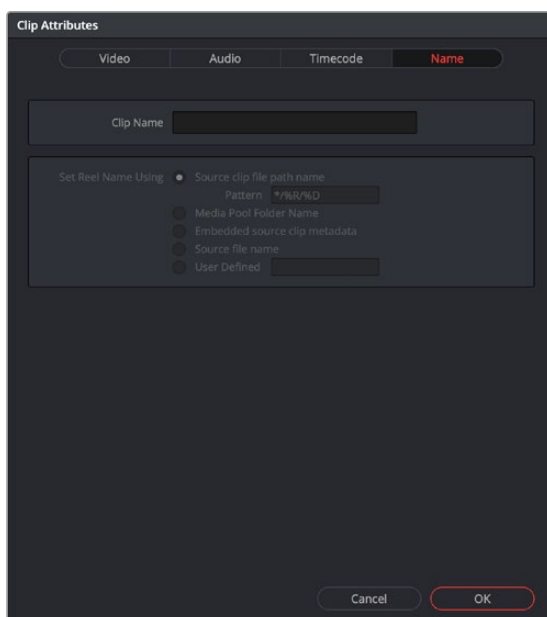 Clip Attributes
Video Audio Timecode Name
Clip Name
Set Reel Name Using Source clip file path name
Pattern */%R/%D
Media Pool Folder Name
Embedded source clip metadata
Source file name
User Defined
Cancel OK